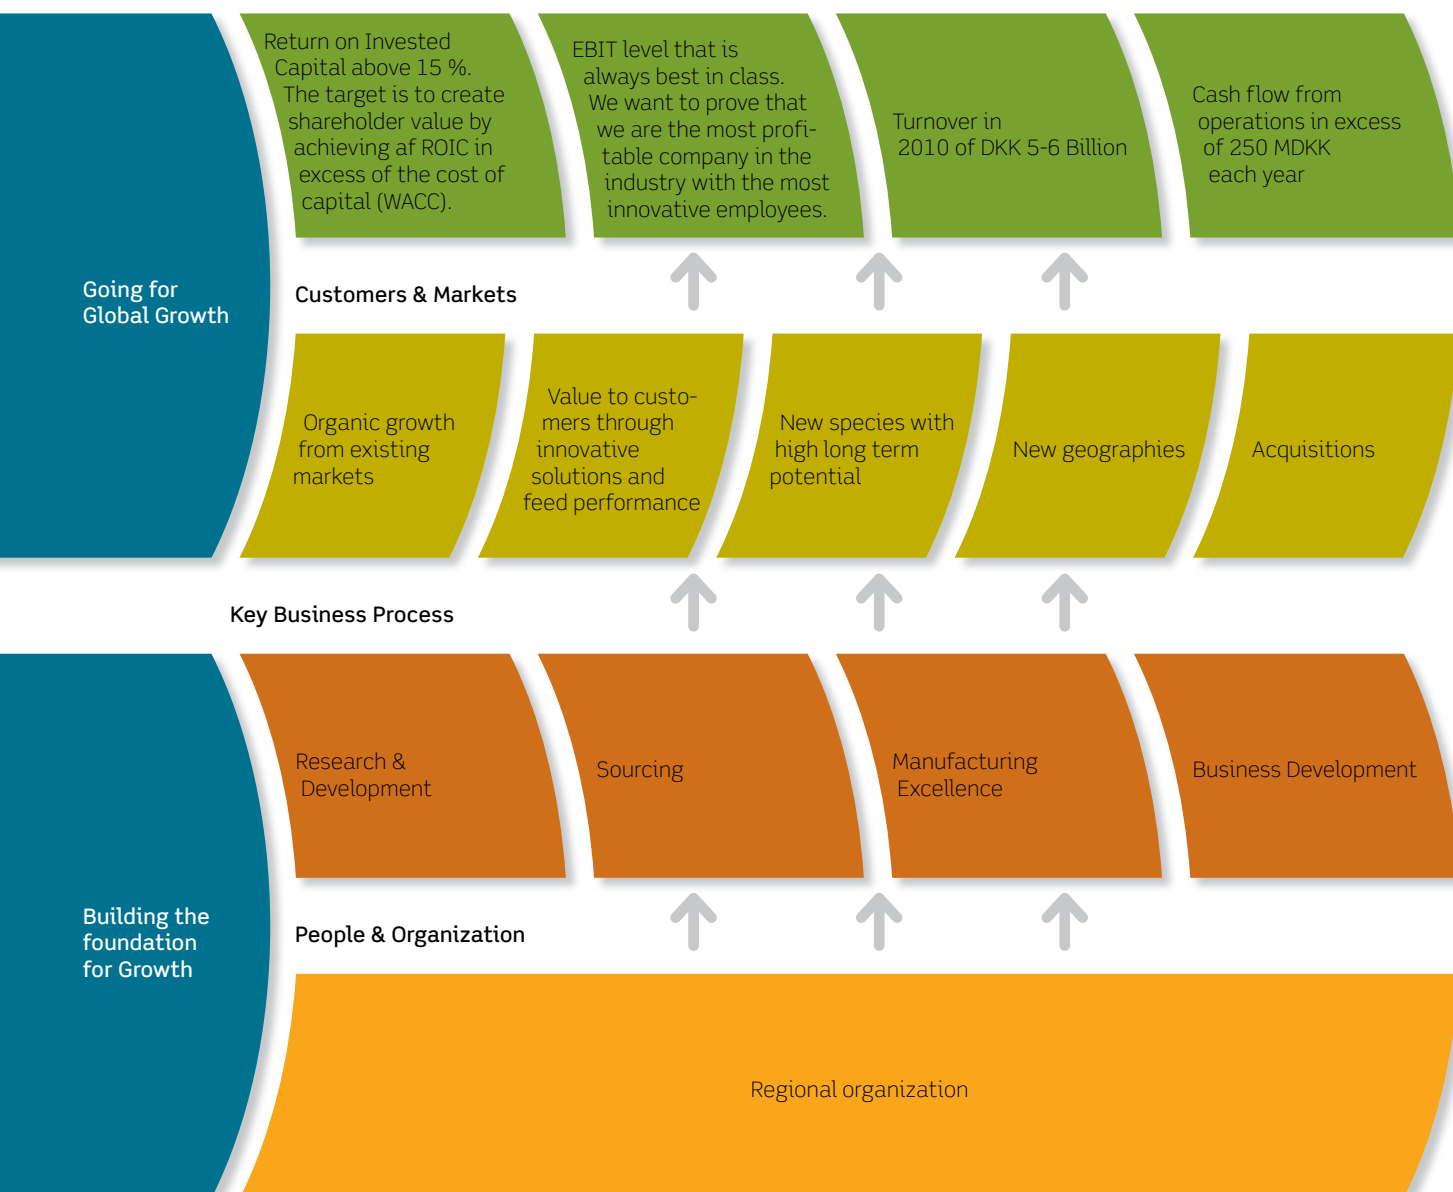 Return on Invested
Capital above 15 %.
The target is to create
shareholder value by
achieving af ROIC in
excess of the cost of
capital (WACC).
EBIT level that is
always best in class.
We want to prove that
we are the most profi-
table company in the
industry with the most
innovative employees.
Turnover in
2010 of DKK 5-6 Billion
Cash flow from
operations in excess
of 250 MDKK
each year
Going for
Global Growth
Customers & Markets
Organic growth
from existing
markets
Value to custo-
mers through
innovative
solutions and
feed performance
New species with
high long term
potential
New geographies
Acquisitions
Key Business Process
Research &
Development
Sourcing
Manufacturing
Excellence
Business Development
Building the
foundation
for Growth
People & Organization
Regional organization